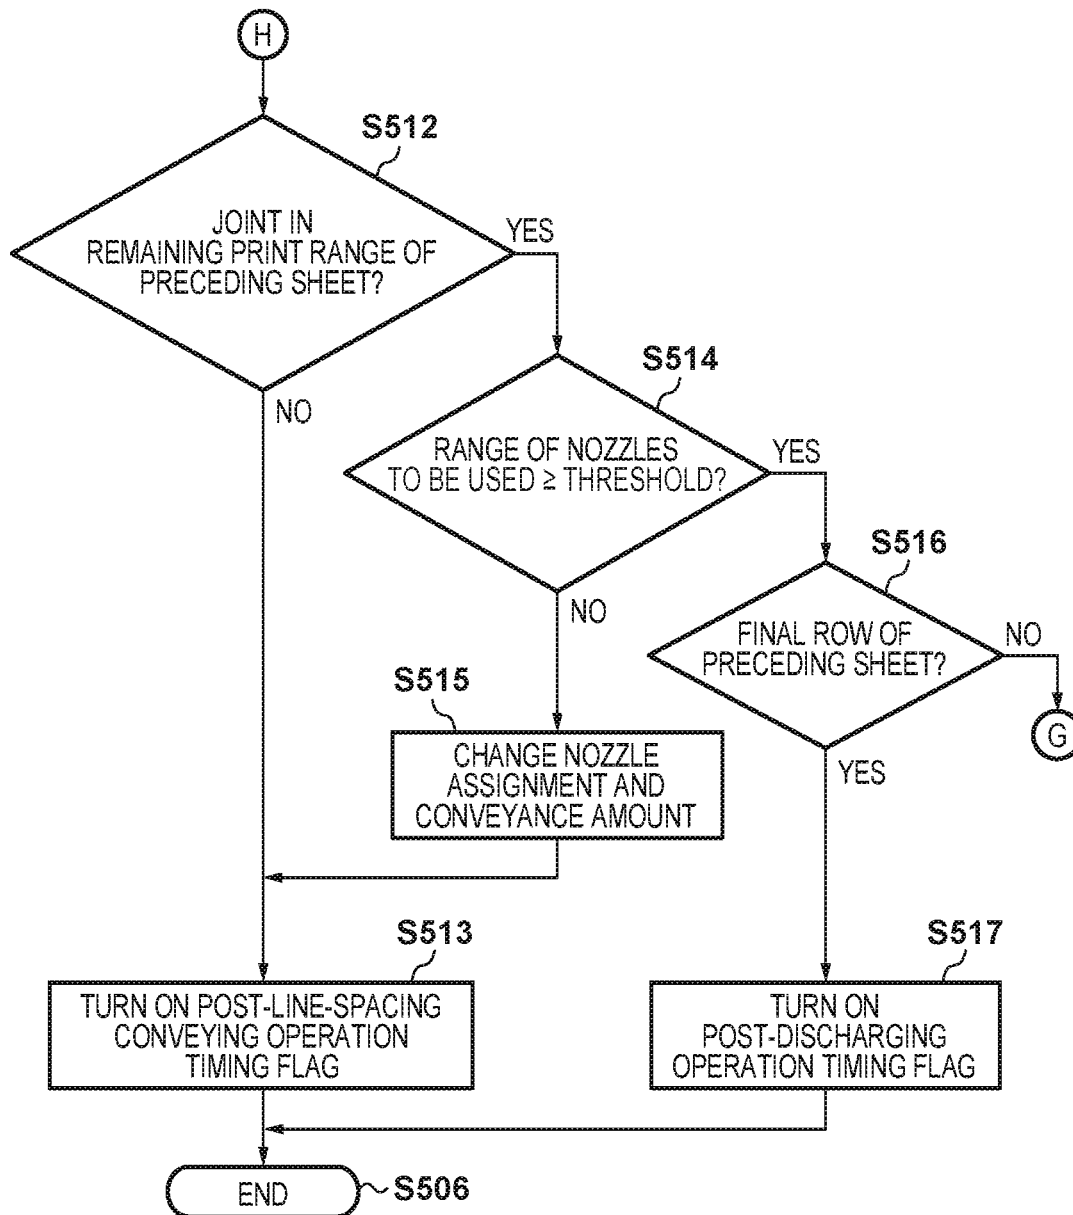 H
S512
JOINT IN
REMAINING PRINT RANGE OF
PRECEDING SHEET?
YES
NO
S514
RANGE OF NOZZLES
TO BE USED ≥ THRESHOLD?
YES
NO
S516
FINAL ROW OF
PRECEDING SHEET?
NO
G
YES
S515
CHANGE NOZZLE
ASSIGNMENT AND
CONVEYANCE AMOUNT
S513
TURN ON POST-LINE-SPACING
CONVEYING OPERATION
TIMING FLAG
S517
TURN ON
POST-DISCHARGING
OPERATION TIMING FLAG
END
S506